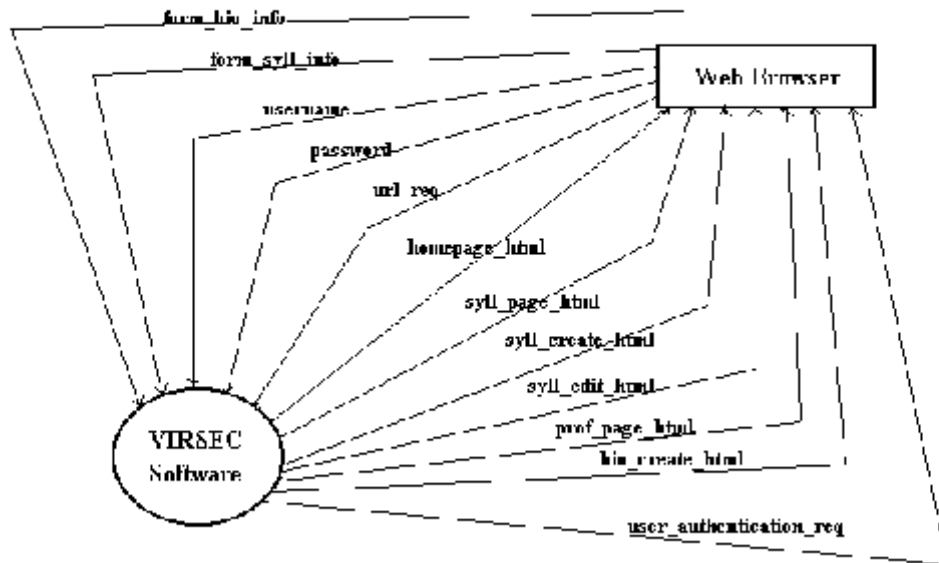 form_bio_info
form_syll_info
Web Browser
username
password
url_req
homepage_html
syll_page_html
syll_create_html
syll_edit_html
VIRSEC
Software
prof_page_html
bio_create_html
user_authentication_req